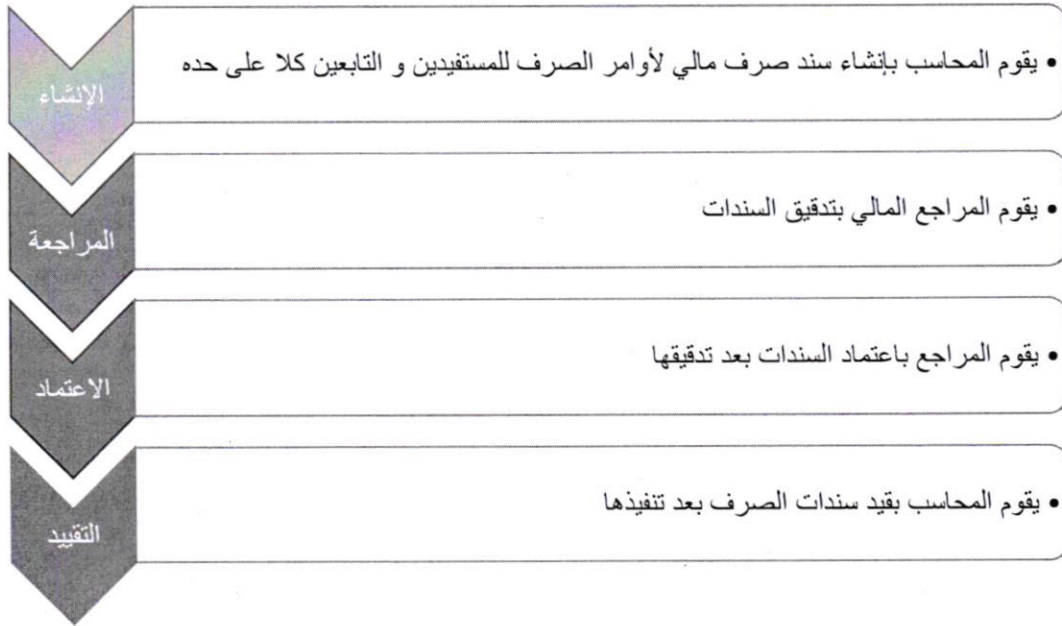 الإنشاء
• يقوم المحاسب بإنشاء سند صرف مالي لأوامر الصرف للمستفيدين و التابعين كلا على حده
المراجعة
• يقوم المراجع المالي بتدقيق السندات
الاعتماد
• يقوم المراجع باعتماد السندات بعد تدقيقها
التقييد
• يقوم المحاسب بقيد سندات الصرف بعد تنفيذها